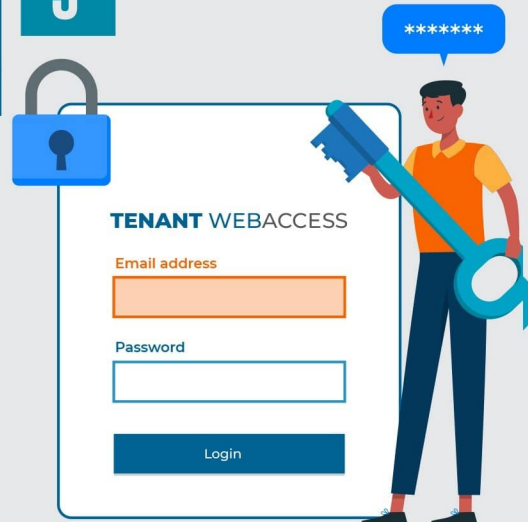 *******
TENANT WEBACCESS
Email address
Password
Login